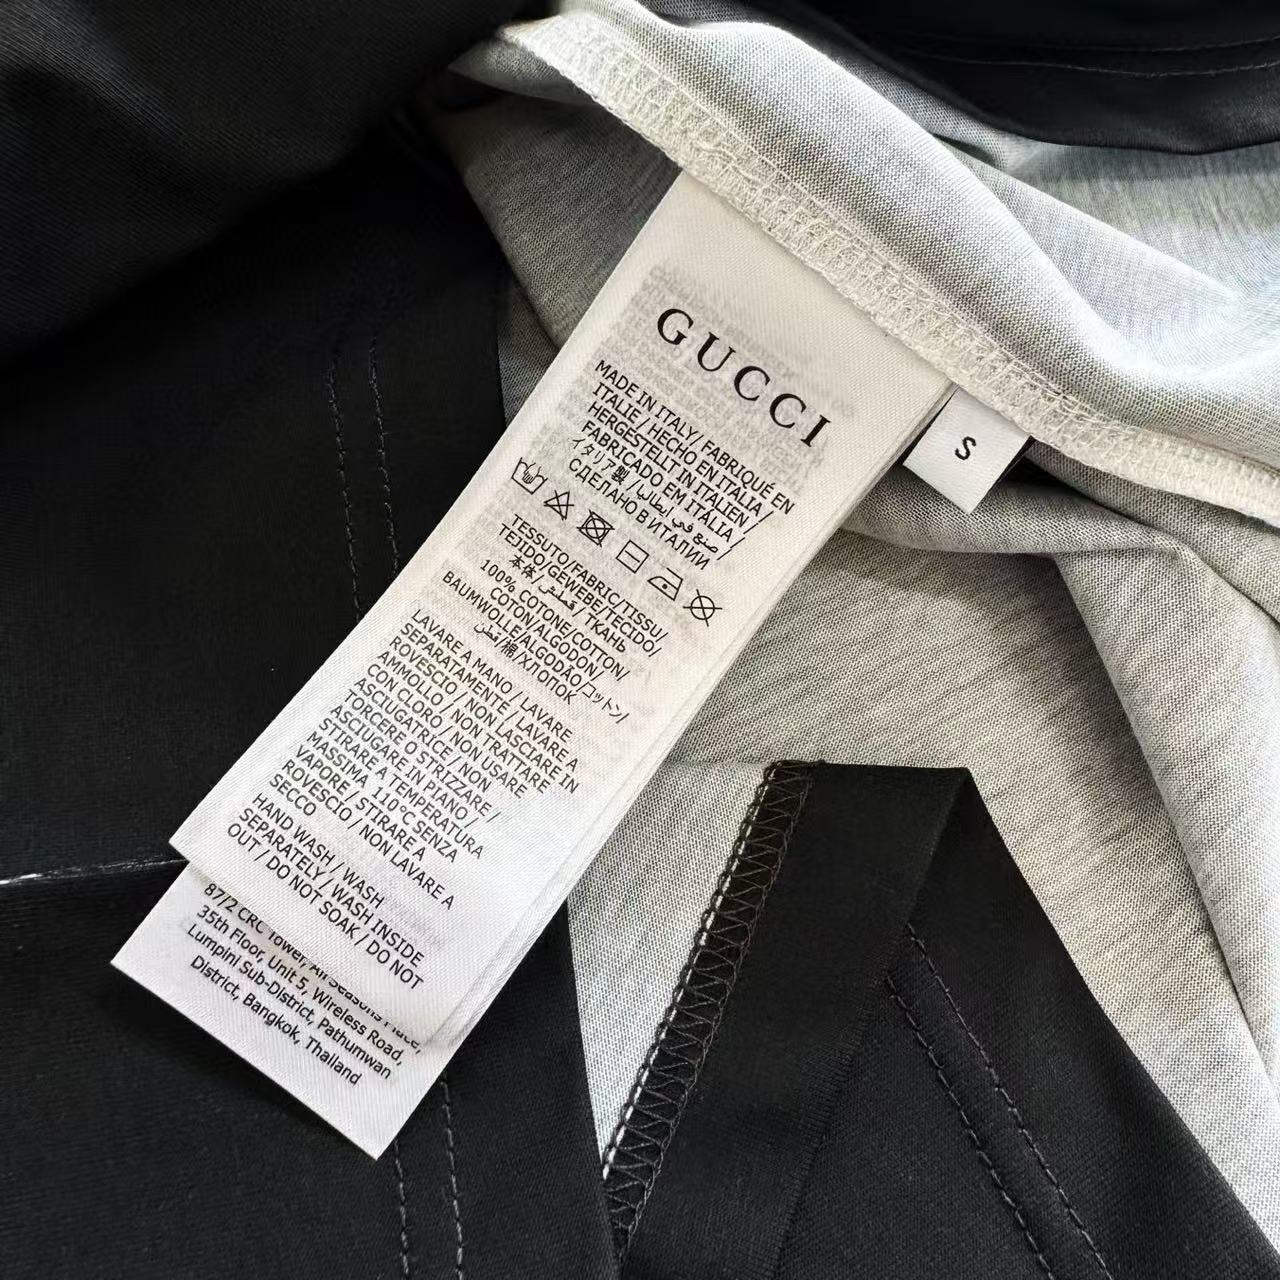 GUCCI
MADE IN ITALY/ FABRIQUÉ EN
ITALIE / HECHO EN ITALIA /
HERGESTELLT IN ITALIEN /
FABRICADO EM ITÁLIA /
イタリア製 / صنع في إيطاليا /
СДЕЛАНО В ИТАЛИИ
TESSUTO/FABRIC/TISSU/
TEJIDO/GEWEBE/TECIDO/
本体/قطش/ТКАНЬ
100% COTONE/COTTON/
COTON/ALGODON/
BAUMWOLLE/ALGODÃO/コットン/
قطن/棉/ХЛОПОК
LAVARE A MANO / LAVARE
SEPARATAMENTE / LAVARE A
ROVESCIO / NON LASCIARE IN
AMMOLLO / NON TRATTARE
CON CLORO / NON USARE
ASCIUGATRICE / NON
TORCERE O STRIZZARE /
ASCIUGARE IN PIANO /
STIRARE A TEMPERATURA
MASSIMA 110°C SENZA
VAPORE / STIRARE A
ROVESCIO / NON LAVARE A
SECCO
HAND WASH / WASH
SEPARATELY / WASH INSIDE
OUT / DO NOT SOAK / DO NOT
87/2 CRC Tower, All Seasons Place,
35th Floor, Unit 5, Wireless Road,
Lumpini Sub-District, Pathumwan
District, Bangkok, Thailand
S